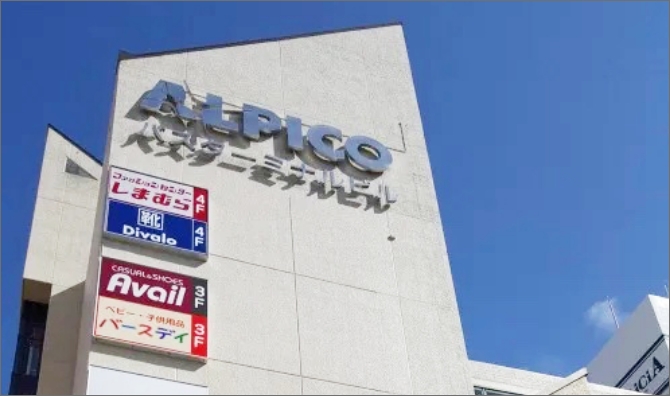 ALPICO
バスターミナルビル
ファッションセンター
しまむら 4F
靴
Divalo 4F
CASUAL&SHOES
Avail 3F
ベビー・子供用品
バースデイ 3F